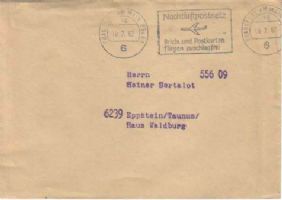 Nachtluftpostnetz
Briefe und Postkarten
fliegen zuschlagfrei
6
6
Herrn 556 09
Heiner Bertalot
6239 Eppstein/Taunus/
Haus Waldburg